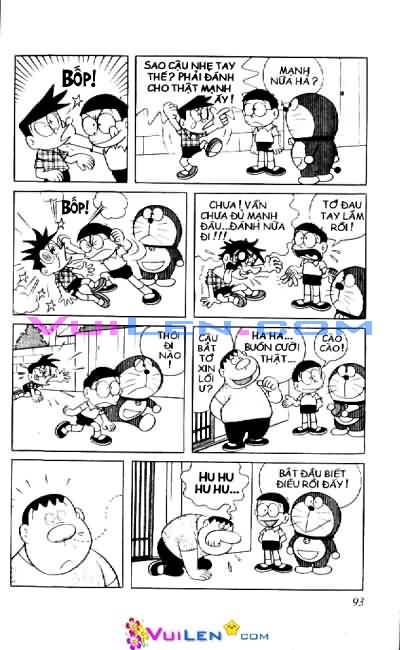 BỐP!
SAO CẬU NHẸ TAY
THẾ? PHẢI ĐÁNH
CHO THẬT MẠNH
ẤY!
MẠNH
NỮA HẢ?
BỐP!
CHƯA! VẪN
CHƯA ĐỦ MẠNH
ĐÂU...ĐÁNH NỮA
ĐI!!!
TỚ ĐAU
TAY LẮM
RỒI!
VUILEN.COM
THÔI
ĐI
NÀO!
CẬU
BẮT
TỚ
XIN
LỖI
Ư?
HA HA...
BUỒN CƯỜI
THẬT...
CÁO
CÁO!
HU HU
HU HU...
BẮT ĐẦU BIẾT
ĐIỀU RỒI ĐẤY!
93
VUILEN.COM